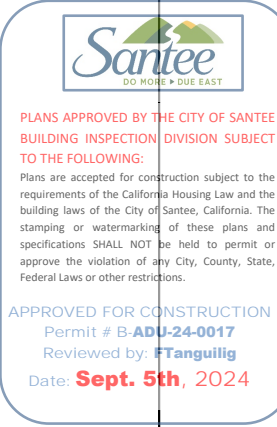 Santee
DO MORE ▸ DUE EAST
PLANS APPROVED BY THE CITY OF SANTEE
BUILDING INSPECTION DIVISION SUBJECT
TO THE FOLLOWING:
Plans are accepted for construction subject to the
requirements of the California Housing Law and the
building laws of the City of Santee, California. The
stamping or watermarking of these plans and
specifications SHALL NOT be held to permit or
approve the violation of any City, County, State,
Federal Laws or other restrictions.
APPROVED FOR CONSTRUCTION
Permit # B-ADU-24-0017
Reviewed by: FTanguilig
Date: Sept. 5th, 2024